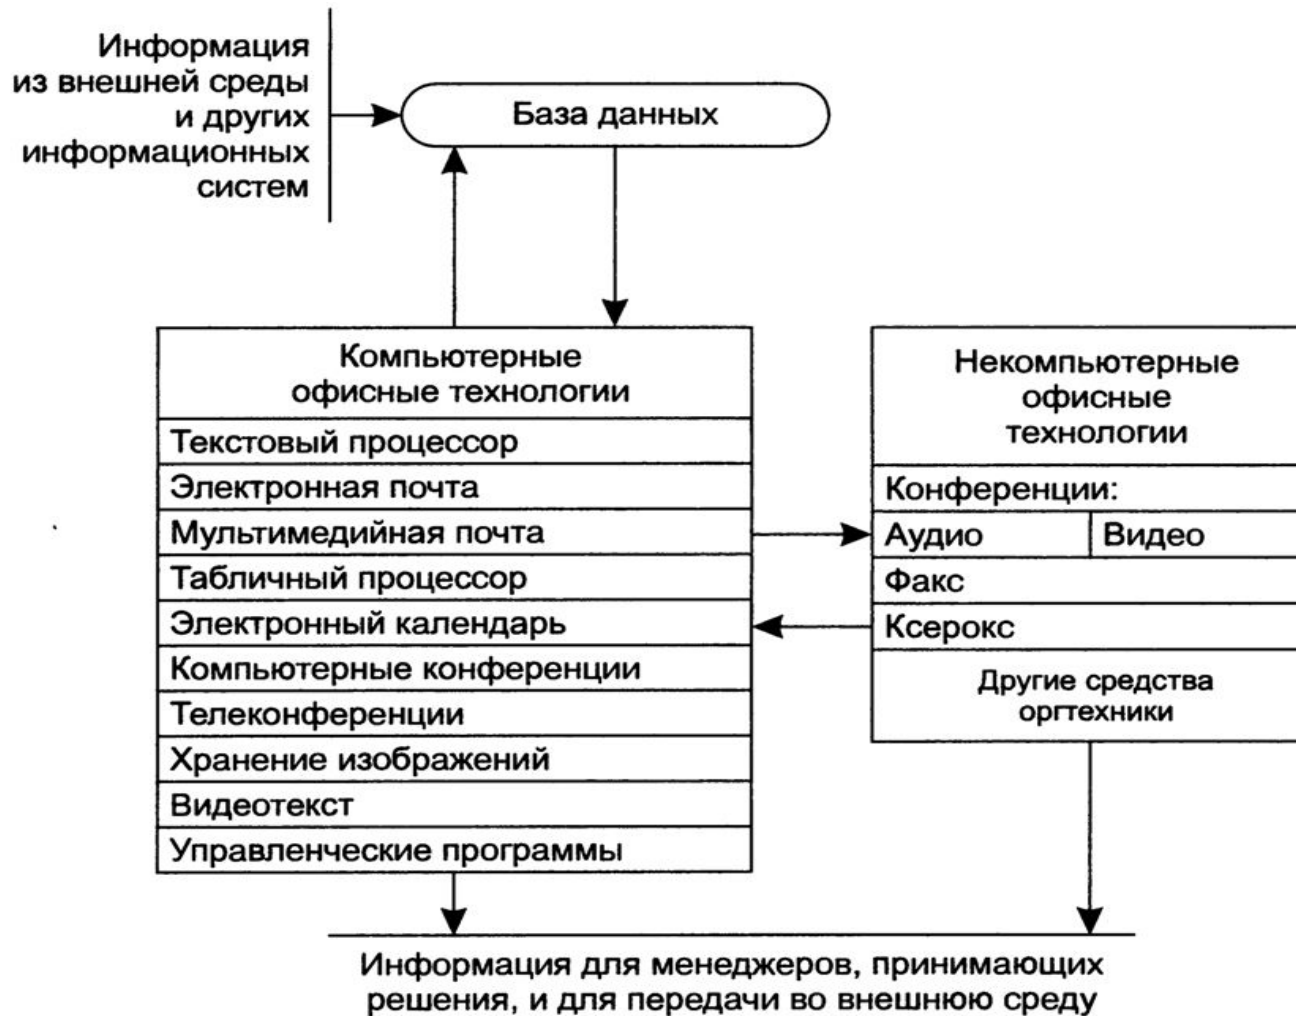 Информация
из внешней среды
и других
информационных
систем
База данных
Компьютерные
офисные технологии
Текстовый процессор
Электронная почта
Мультимедийная почта
Табличный процессор
Электронный календарь
Компьютерные конференции
Телеконференции
Хранение изображений
Видеотекст
Управленческие программы
Некомпьютерные
офисные
технологии
Конференции:
Аудио
Видео
Факс
Ксерокс
Другие средства
оргтехники
Информация для менеджеров, принимающих
решения, и для передачи во внешнюю среду